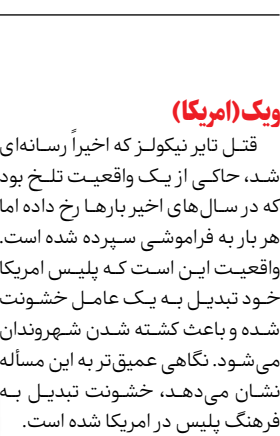 ویک(امریکا)
قتل تایر نیکولز که اخیراً رسانه‌ای
شد، حاکی از یک واقعیت تلخ بود
که در سال‌های اخیر بارها رخ داده اما
هر بار به فراموشی سپرده شده است.
واقعیت این است که پلیس امریکا
خود تبدیل به یک عامل خشونت
شده و باعث کشته شدن شهروندان
می‌شود. نگاهی عمیق‌تر به این مسأله
نشان می‌دهد، خشونت تبدیل به
فرهنگ پلیس در امریکا شده است.